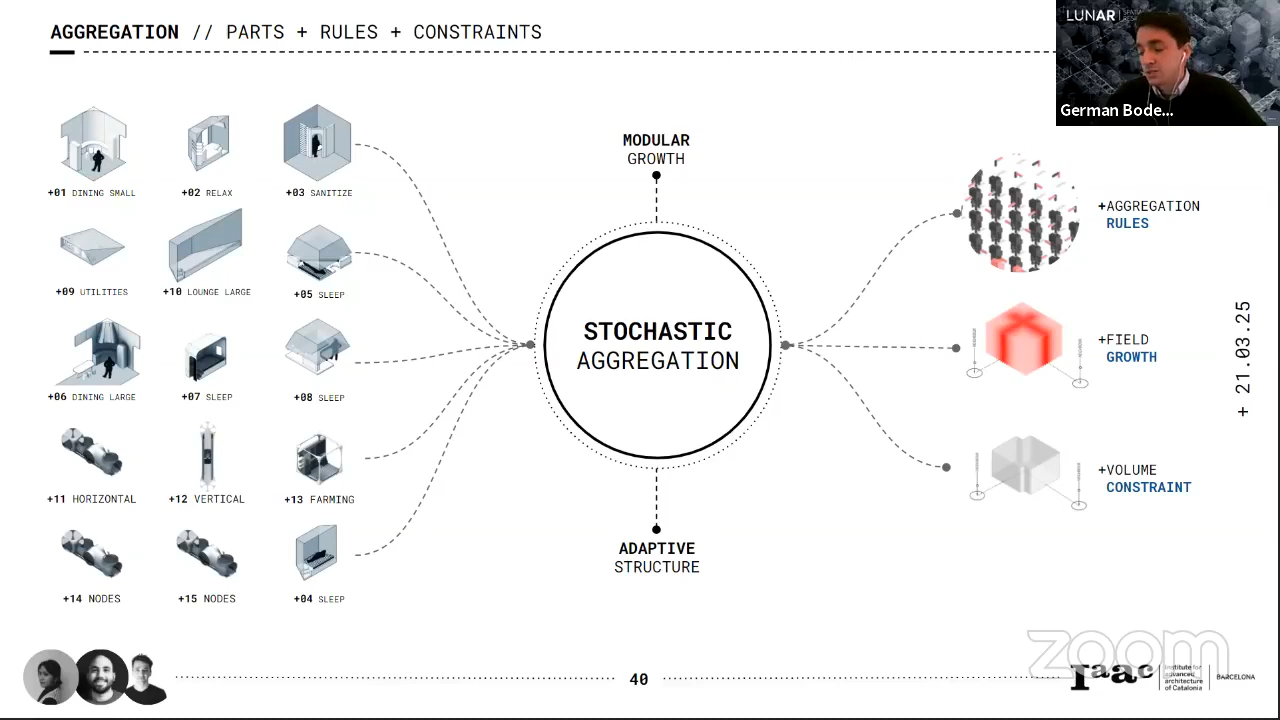 AGGREGATION // PARTS + RULES + CONSTRAINTS
LUNAR
German Bode...
+01 DINING SMALL
+02 RELAX
+03 SANITIZE
+09 UTILITIES
+10 LOUNGE LARGE
+05 SLEEP
+06 DINING LARGE
+07 SLEEP
+08 SLEEP
+11 HORIZONTAL
+12 VERTICAL
+13 FARMING
+14 NODES
+15 NODES
+04 SLEEP
MODULAR
GROWTH
STOCHASTIC
AGGREGATION
ADAPTIVE
STRUCTURE
+AGGREGATION
RULES
+FIELD
GROWTH
+VOLUME
CONSTRAINT
+ 21.03.25
40
zoom
Iaac
Institute for
advanced
architecture
of Catalonia
BARCELONA